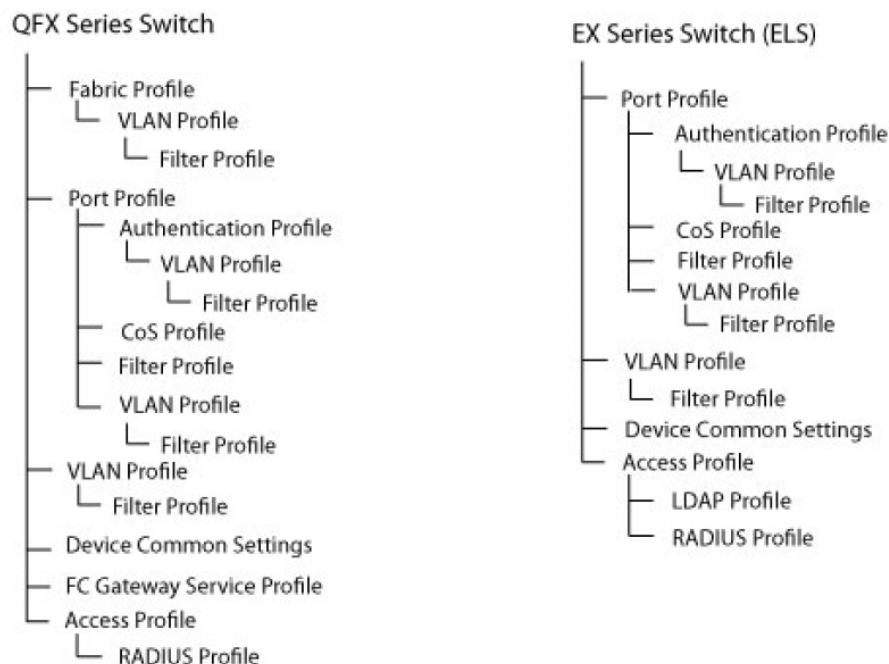 QFX Series Switch
Fabric Profile
VLAN Profile
Filter Profile
Port Profile
Authentication Profile
VLAN Profile
Filter Profile
CoS Profile
Filter Profile
VLAN Profile
Filter Profile
VLAN Profile
Filter Profile
Device Common Settings
FC Gateway Service Profile
Access Profile
RADIUS Profile
EX Series Switch (ELS)
Port Profile
Authentication Profile
VLAN Profile
Filter Profile
CoS Profile
Filter Profile
VLAN Profile
Filter Profile
VLAN Profile
Filter Profile
Device Common Settings
Access Profile
LDAP Profile
RADIUS Profile